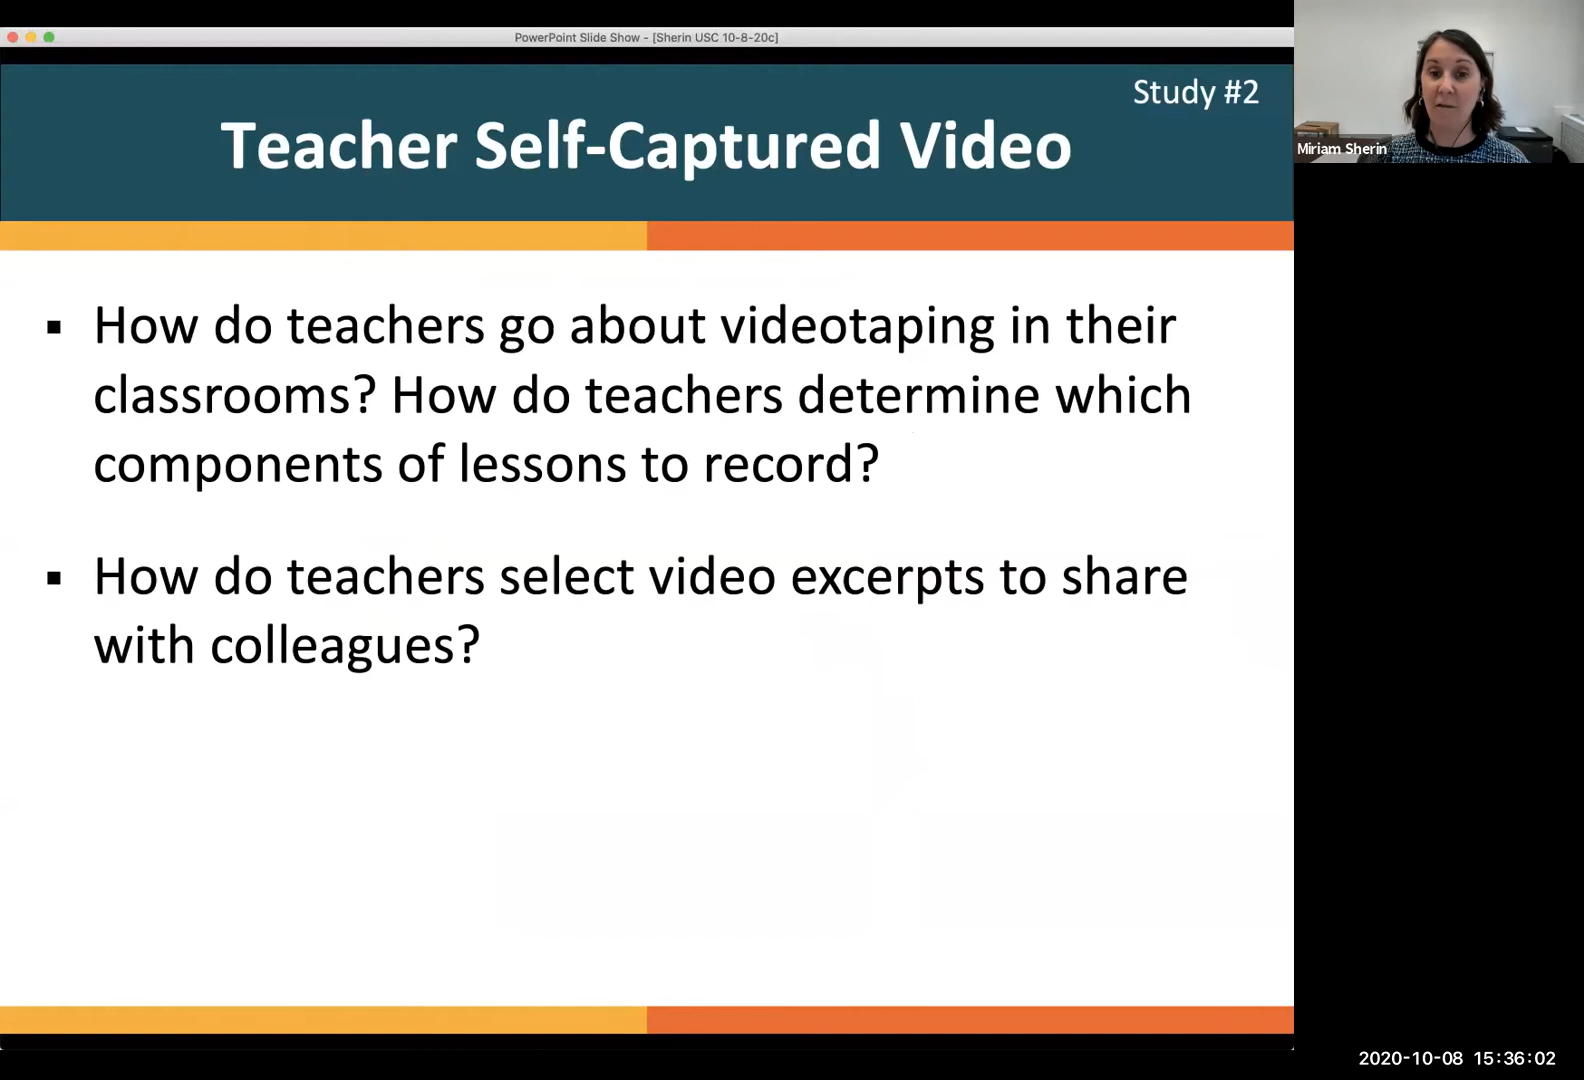 PowerPoint Slide Show - [Sherin USC 10-8-20c]
Study #2
Teacher Self-Captured Video
Miriam Sherin
▪ How do teachers go about videotaping in their
classrooms? How do teachers determine which
components of lessons to record?
▪ How do teachers select video excerpts to share
with colleagues?
2020-10-08 15:36:02